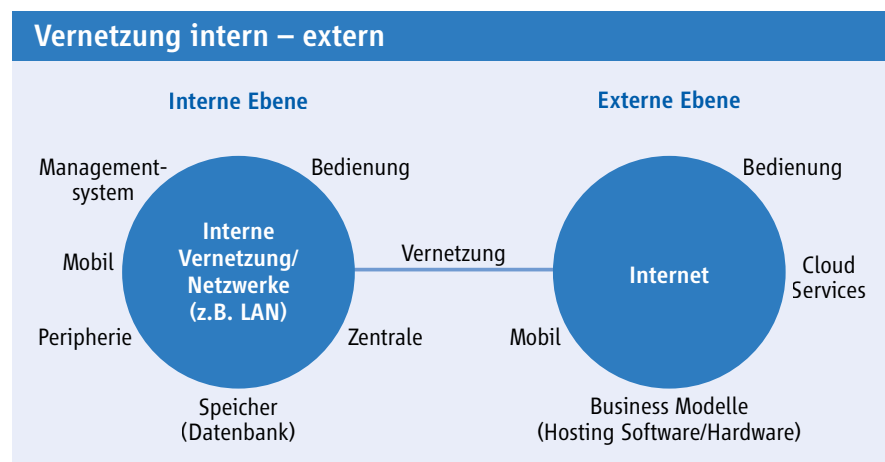 Vernetzung intern – extern
Interne Ebene
Externe Ebene
Management-
system
Bedienung
Mobil
Interne
Vernetzung/
Netzwerke
(z.B. LAN)
Peripherie
Zentrale
Speicher
(Datenbank)
Vernetzung
Bedienung
Internet
Cloud
Services
Mobil
Business Modelle
(Hosting Software/Hardware)